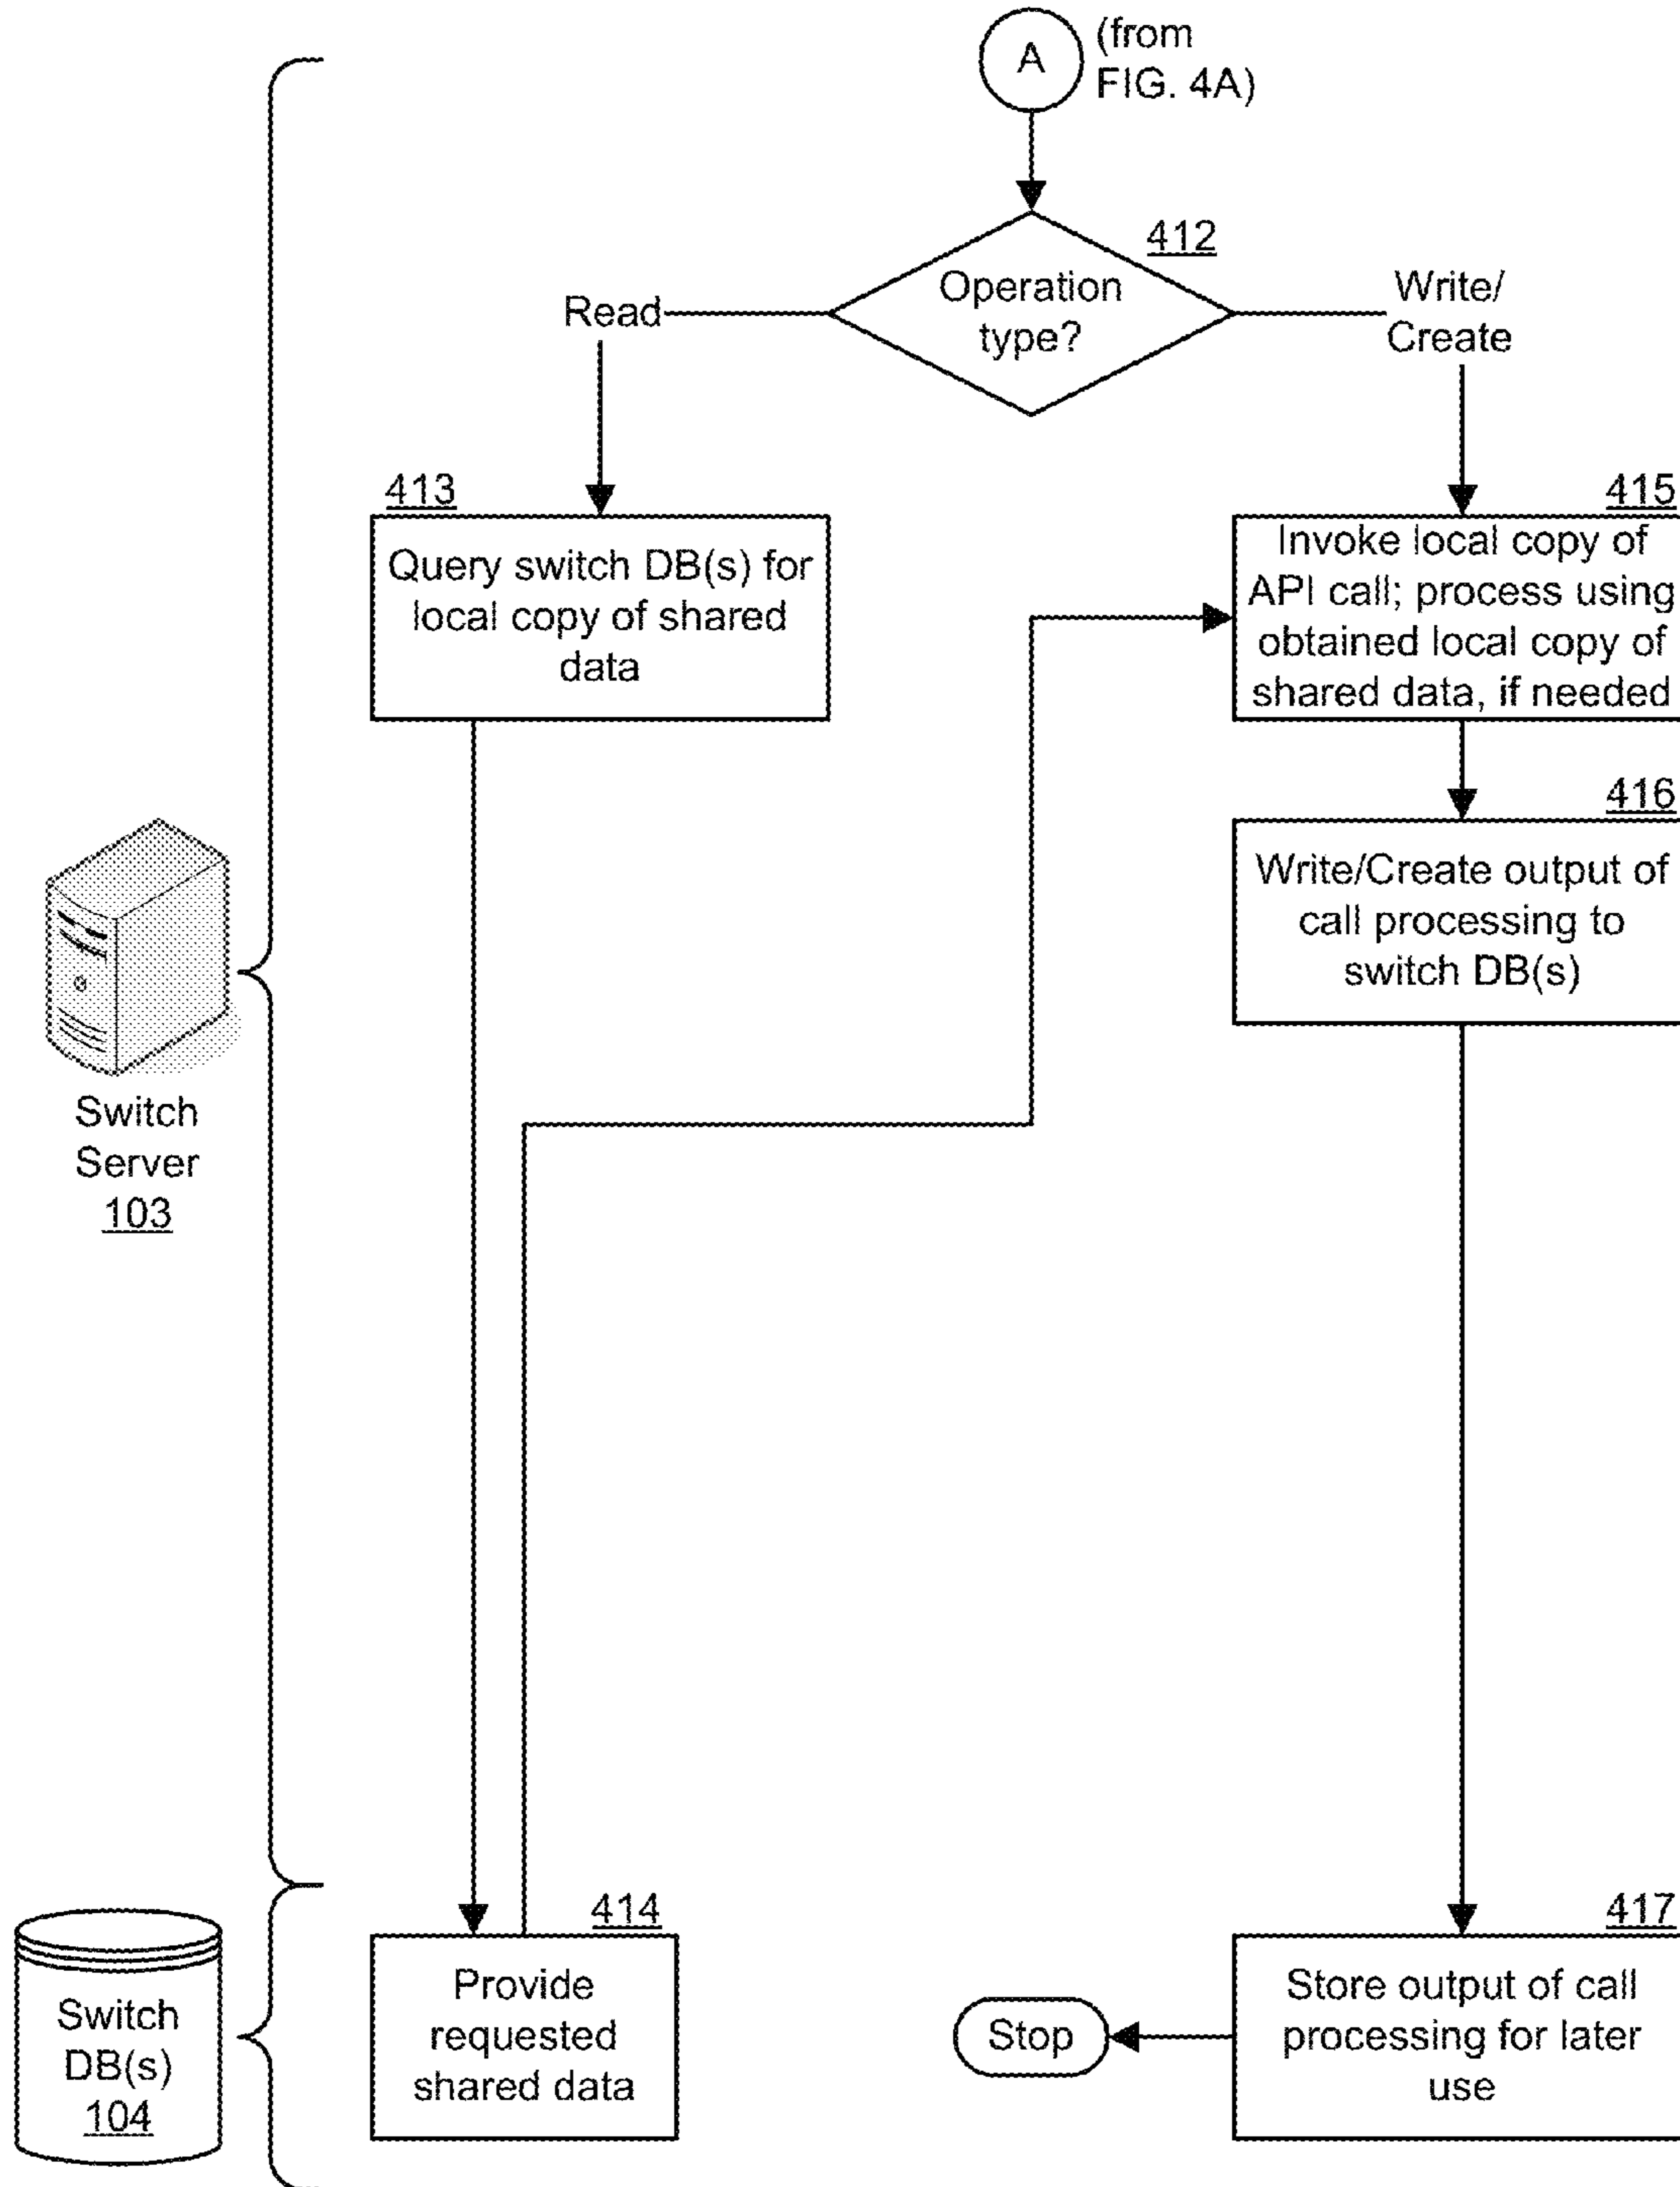 A
(from
FIG. 4A)
412
Operation
type?
Read
Write/
Create
413
Query switch DB(s) for
local copy of shared
data
415
Invoke local copy of
API call; process using
obtained local copy of
shared data, if needed
416
Write/Create output of
call processing to
switch DB(s)
Switch
Server
103
414
Provide
requested
shared data
417
Store output of call
processing for later
use
Stop
Switch
DB(s)
104